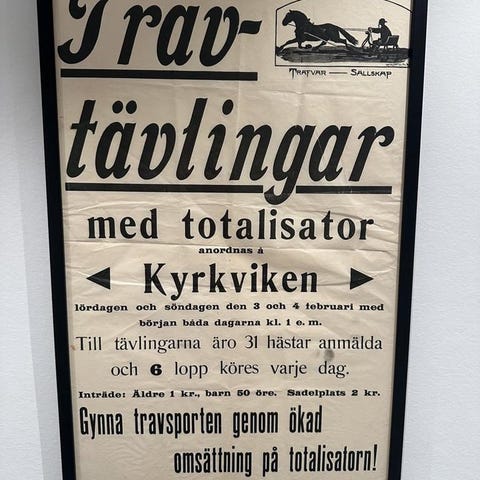 Trav-
TRAFVAR — SÄLLSKAP
tävlingar
med totalisator
anordnas å
Kyrkviken
lördagen och söndagen den 3 och 4 februari med
början båda dagarna kl. 1 e. m.
Till tävlingarna äro 31 hästar anmälda
och 6 lopp köres varje dag.
Inträde: Äldre 1 kr., barn 50 öre. Sadelplats 2 kr.
Gynna travsporten genom ökad
omsättning på totalisatorn!